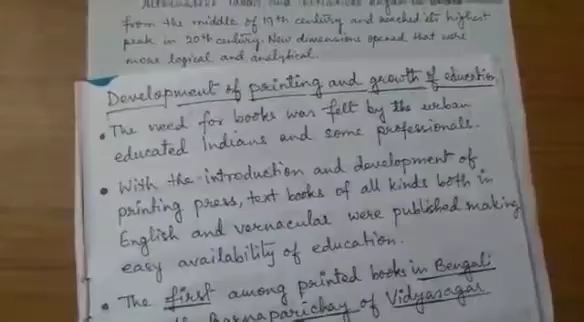 from the middle of 19th century and reached its highest
peak in 20th century. New dimensions opened that were
more logical and analytical.
Development of printing and growth of education
• The need for books was felt by the urban
educated Indians and some professionals.
• With the introduction and development of
printing press, text books of all kinds both in
English and vernacular were published making
easy availability of education.
• The first among printed books in Bengali
Barnaparichay of Vidyasagar